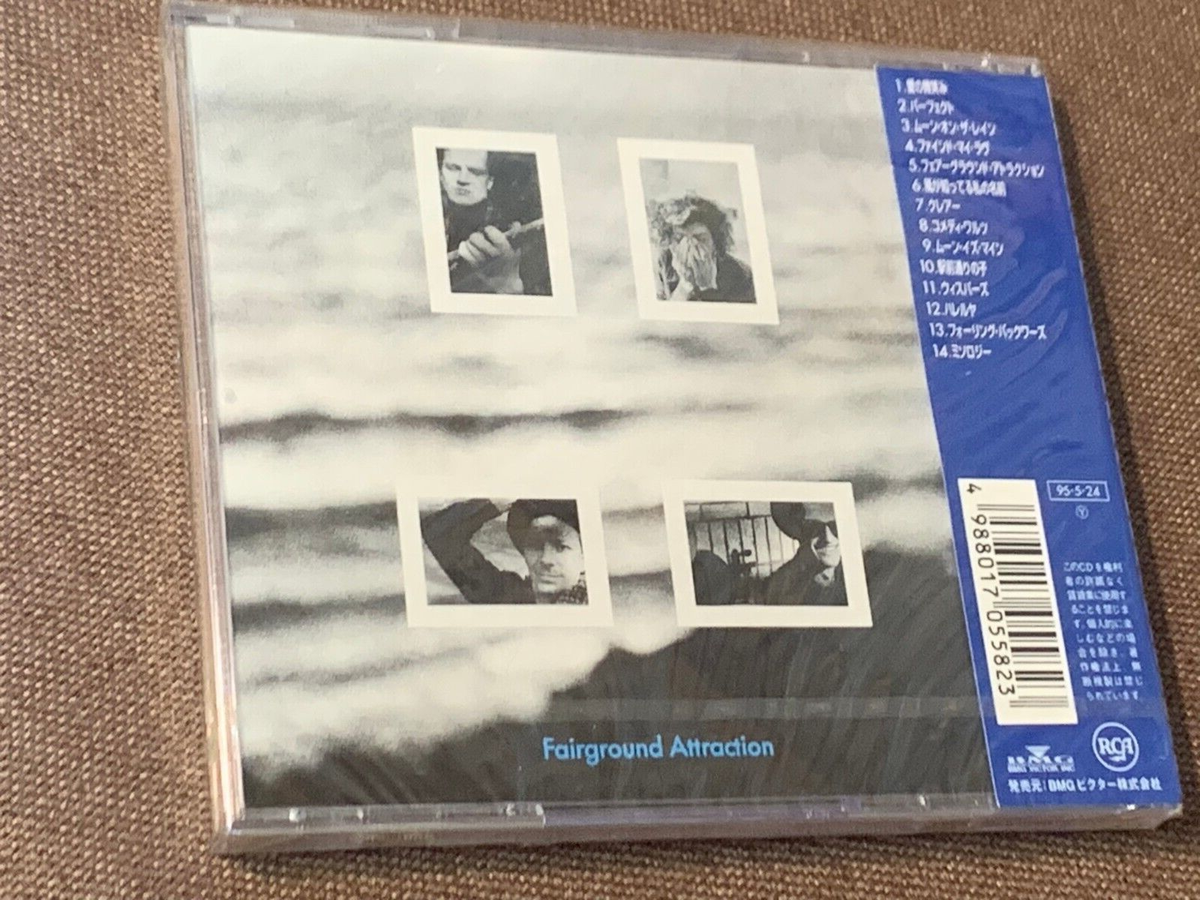 1.愛の微笑み
2.パーフェクト
3.ムーン・オン・ザ・レイン
4.ファインド・マイ・ラヴ
5.フェアーグラウンド・アトラクション
6.風が知ってる私の名前
7.クレアー
8.コメディ・ワルツ
9.ムーン・イズ・マイン
10.駅前通りの子
11.ウィスパーズ
12.ハレルヤ
13.フォーリング・バックワーズ
14.ミソロジー
95·5·24
Ⓨ
4 988017 055823
このCDを権利
者の許諾なく
賃貸業に使用す
ることを禁じま
す。個人的に楽
しむなどの場
合を除き、著
作権法上、無
断複製は禁じ
られています。
Fairground Attraction
BMG
BMG VICTOR INC.
RCA
発売元:BMGビクター株式会社